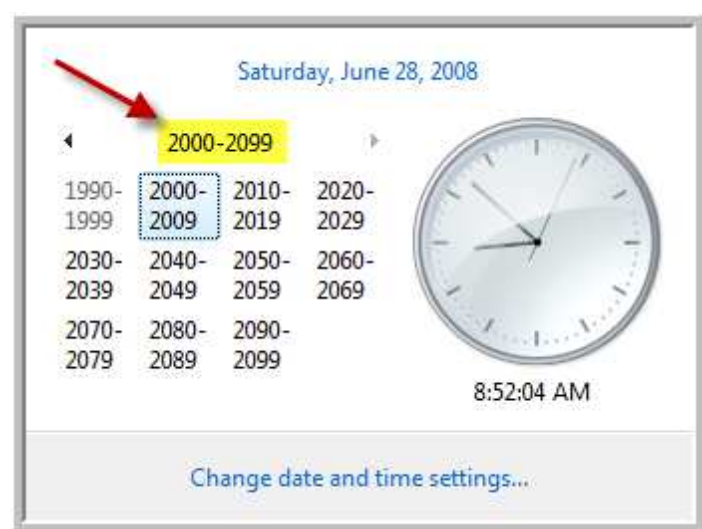 Saturday, June 28, 2008
2000-2099
1990- 2000- 2010- 2020-
1999 2009 2019 2029
2030- 2040- 2050- 2060-
2039 2049 2059 2069
2070- 2080- 2090-
2079 2089 2099
8:52:04 AM
Change date and time settings...